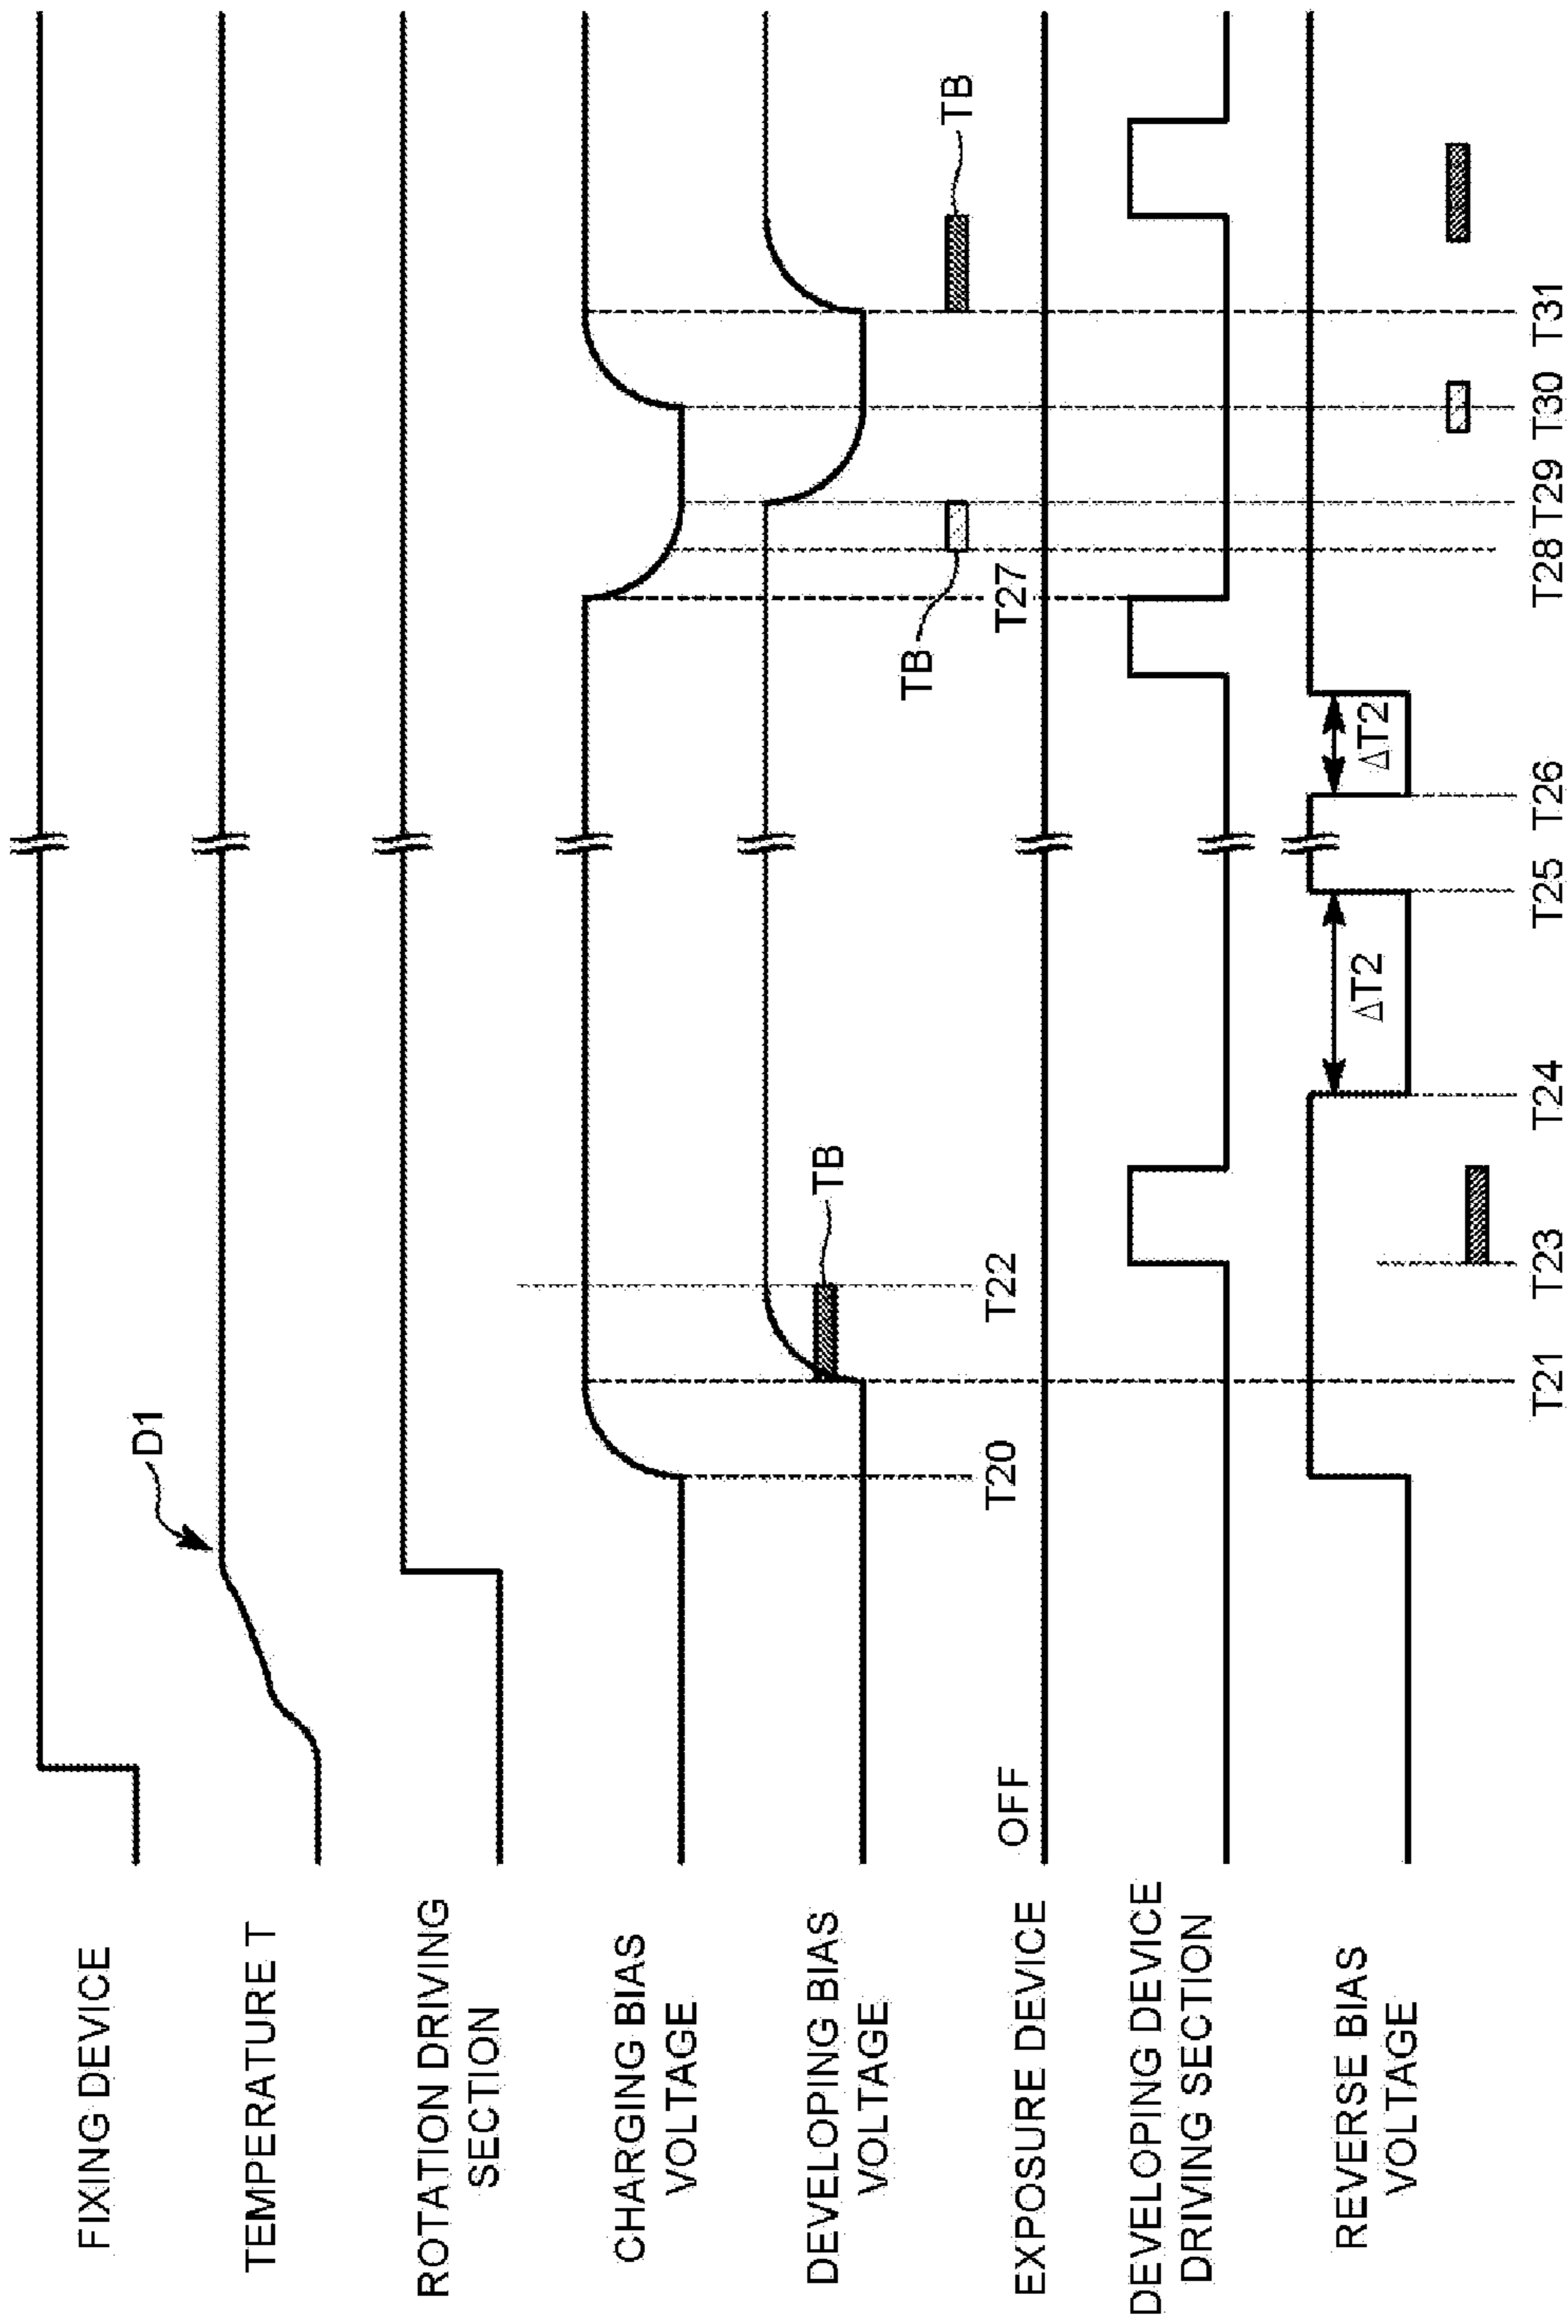 FIXING DEVICE
TEMPERATURE T
D1
ROTATION DRIVING
SECTION
CHARGING BIAS
VOLTAGE
DEVELOPING BIAS
VOLTAGE
TB
TB
TB
EXPOSURE DEVICE
OFF
T20
T22
T27
DEVELOPING DEVICE
DRIVING SECTION
REVERSE BIAS
VOLTAGE
ΔT2
ΔT2
T21
T23
T24
T25
T26
T28
T29
T30
T31